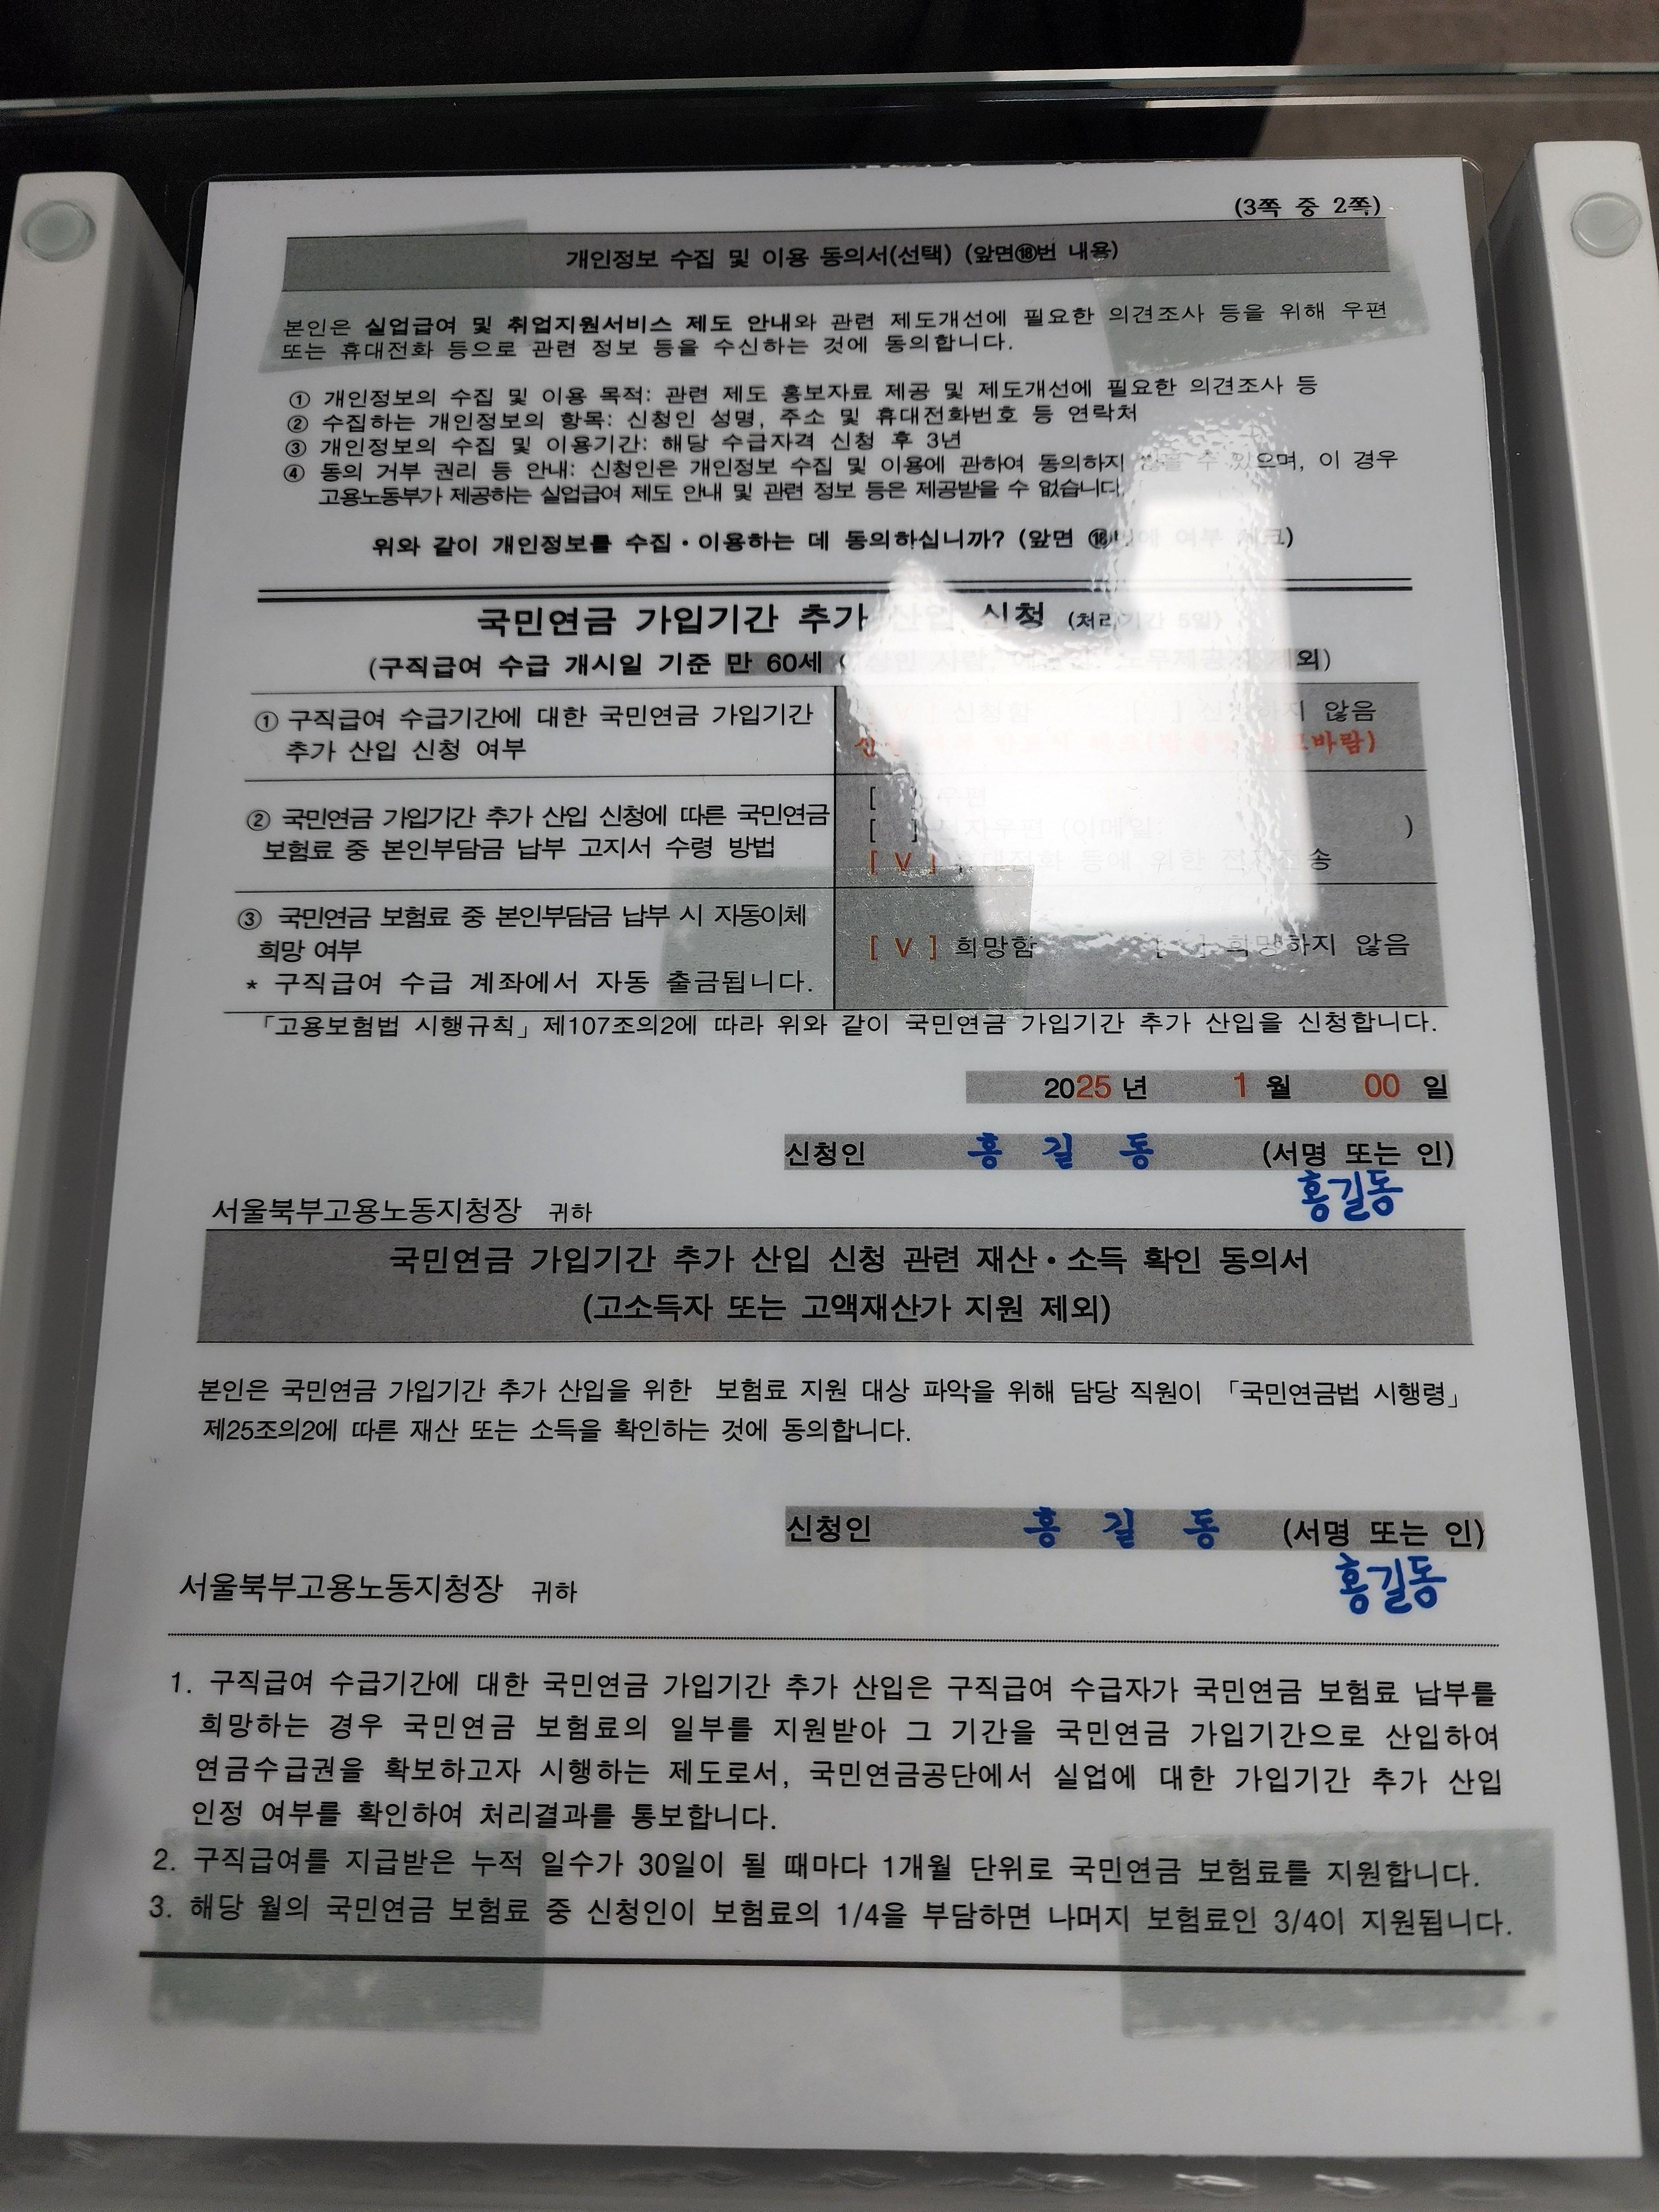 (3쪽 중 2쪽)
개인정보 수집 및 이용 동의서(선택) (앞면⑱번 내용)
본인은 실업급여 및 취업지원서비스 제도 안내와 관련 제도개선에 필요한 의견조사 등을 위해 우편
또는 휴대전화 등으로 관련 정보 등을 수신하는 것에 동의합니다.
① 개인정보의 수집 및 이용 목적: 관련 제도 홍보자료 제공 및 제도개선에 필요한 의견조사 등
② 수집하는 개인정보의 항목: 신청인 성명, 주소 및 휴대전화번호 등 연락처
③ 개인정보의 수집 및 이용기간: 해당 수급자격 신청 후 3년
④ 동의 거부 권리 등 안내: 신청인은 개인정보 수집 및 이용에 관하여 동의하지 않을 수 있으며, 이 경우
고용노동부가 제공하는 실업급여 제도 안내 및 관련 정보 등은 제공받을 수 없습니다.
위와 같이 개인정보를 수집·이용하는 데 동의하십니까? (앞면 ⑱번에 여부 체크)
국민연금 가입기간 추가 산입 신청 (처리기간 5일)
(구직급여 수급 개시일 기준 만 60세 제외)
① 구직급여 수급기간에 대한 국민연금 가입기간
추가 산입 신청 여부
[ V ] 신청함 [ ] 신청하지 않음
② 국민연금 가입기간 추가 산입 신청에 따른 국민연금
보험료 중 본인부담금 납부 고지서 수령 방법
[ ] 우편
[ ] 전자우편 (이메일: )
[ V ] 휴대전화 등에 위한 전자전송
③ 국민연금 보험료 중 본인부담금 납부 시 자동이체
희망 여부
* 구직급여 수급 계좌에서 자동 출금됩니다.
[ V ] 희망함 [ ] 희망하지 않음
「고용보험법 시행규칙」제107조의2에 따라 위와 같이 국민연금 가입기간 추가 산입을 신청합니다.
2025 년 1 월 00 일
신청인 홍 길 동 (서명 또는 인)
홍길동
서울북부고용노동지청장 귀하
국민연금 가입기간 추가 산입 신청 관련 재산·소득 확인 동의서
(고소득자 또는 고액재산가 지원 제외)
본인은 국민연금 가입기간 추가 산입을 위한 보험료 지원 대상 파악을 위해 담당 직원이 「국민연금법 시행령」
제25조의2에 따른 재산 또는 소득을 확인하는 것에 동의합니다.
신청인 홍 길 동 (서명 또는 인)
홍길동
서울북부고용노동지청장 귀하
1. 구직급여 수급기간에 대한 국민연금 가입기간 추가 산입은 구직급여 수급자가 국민연금 보험료 납부를
희망하는 경우 국민연금 보험료의 일부를 지원받아 그 기간을 국민연금 가입기간으로 산입하여
연금수급권을 확보하고자 시행하는 제도로서, 국민연금공단에서 실업에 대한 가입기간 추가 산입
인정 여부를 확인하여 처리결과를 통보합니다.
2. 구직급여를 지급받은 누적 일수가 30일이 될 때마다 1개월 단위로 국민연금 보험료를 지원합니다.
3. 해당 월의 국민연금 보험료 중 신청인이 보험료의 1/4을 부담하면 나머지 보험료인 3/4이 지원됩니다.